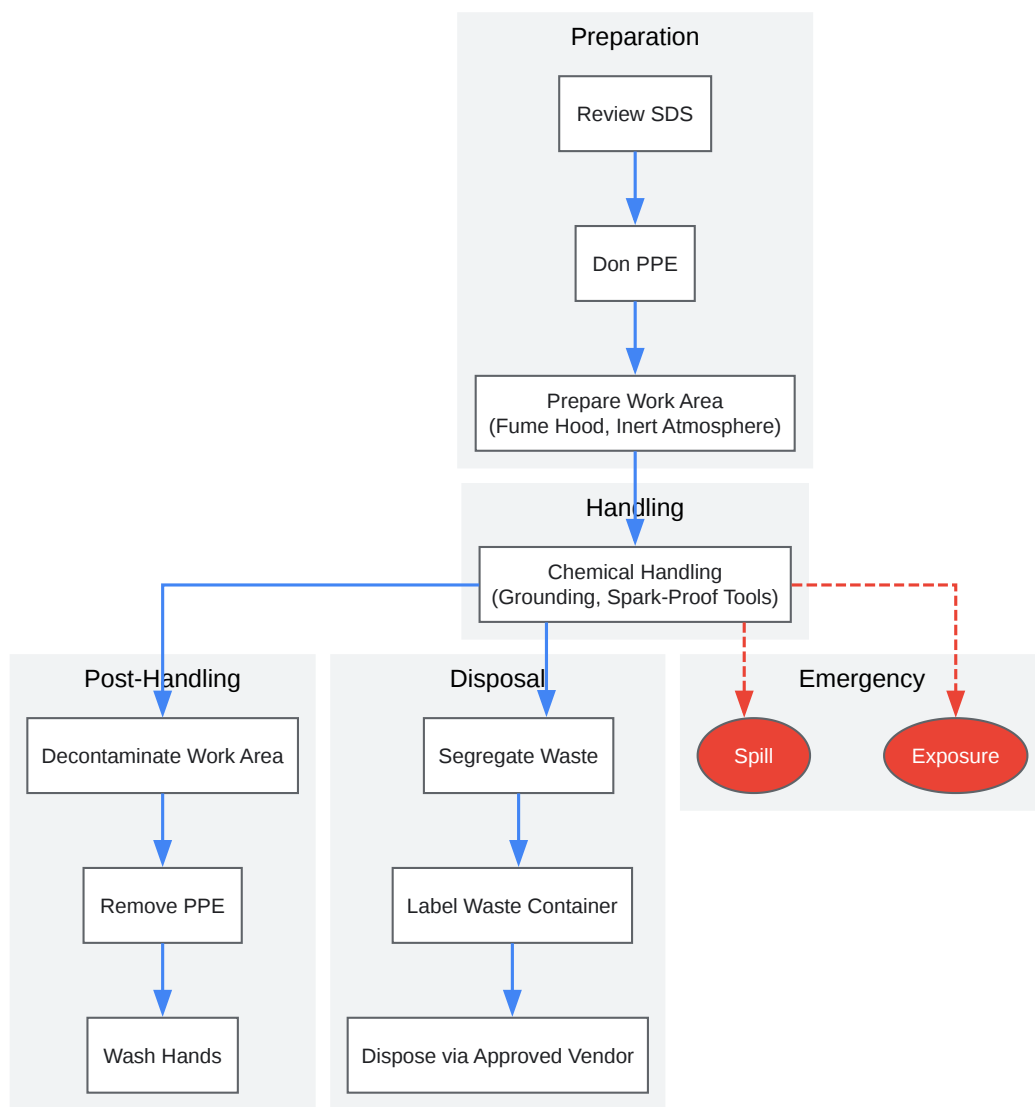 Preparation
Review SDS
Don PPE
Prepare Work Area
(Fume Hood, Inert Atmosphere)
Handling
Chemical Handling
(Grounding, Spark-Proof Tools)
Post-Handling
Decontaminate Work Area
Remove PPE
Wash Hands
Disposal
Segregate Waste
Label Waste Container
Dispose via Approved Vendor
Emergency
Spill
Exposure